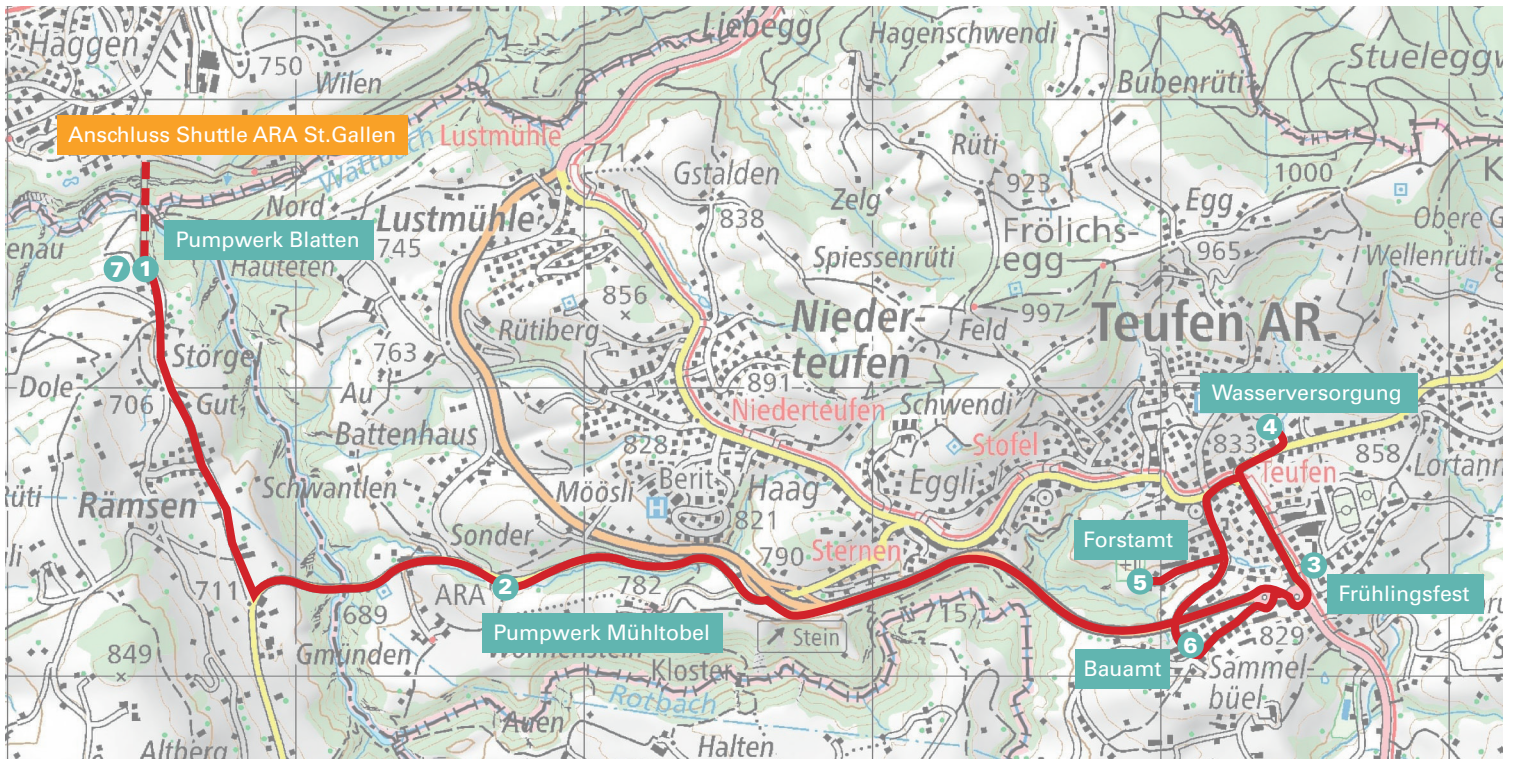 Haggen
750
Wilen
Liebegg
Hagenschwendi
Bubenrüti
Anschluss Shuttle ARA St.Gallen
Wattbach
Lustmühle
771
Gstalden
Rüti
923
Zelg
1000
Egg
Nord
Lustmühle
838
Frölichs-
egg
Pumpwerk Blatten
745
Spiessenrüti
965
Wellenrüti
7
1
Hauteten
856
Rütiberg
Nieder-
teufen
Feld
997
Teufen AR
763
Störgel
Gut
Dole
706
Au
891
Niederteufen
Schwendi
Wasserversorgung
4
Battenhaus
828
Stofel
833
Teufen
858
Berit
Möösli
Haag
Eggli
H
821
Schwantlen
Rämsen
Sonder
790
Sternen
Forstamt
5
3
Frühlingsfest
711
689
ARA
2
782
715
Pumpwerk Mühltobel
Stein
Gmünden
849
Kloster
6
829
Bauamt
Sammel-
büel
Rotbach
Auen
Halten
Altberg